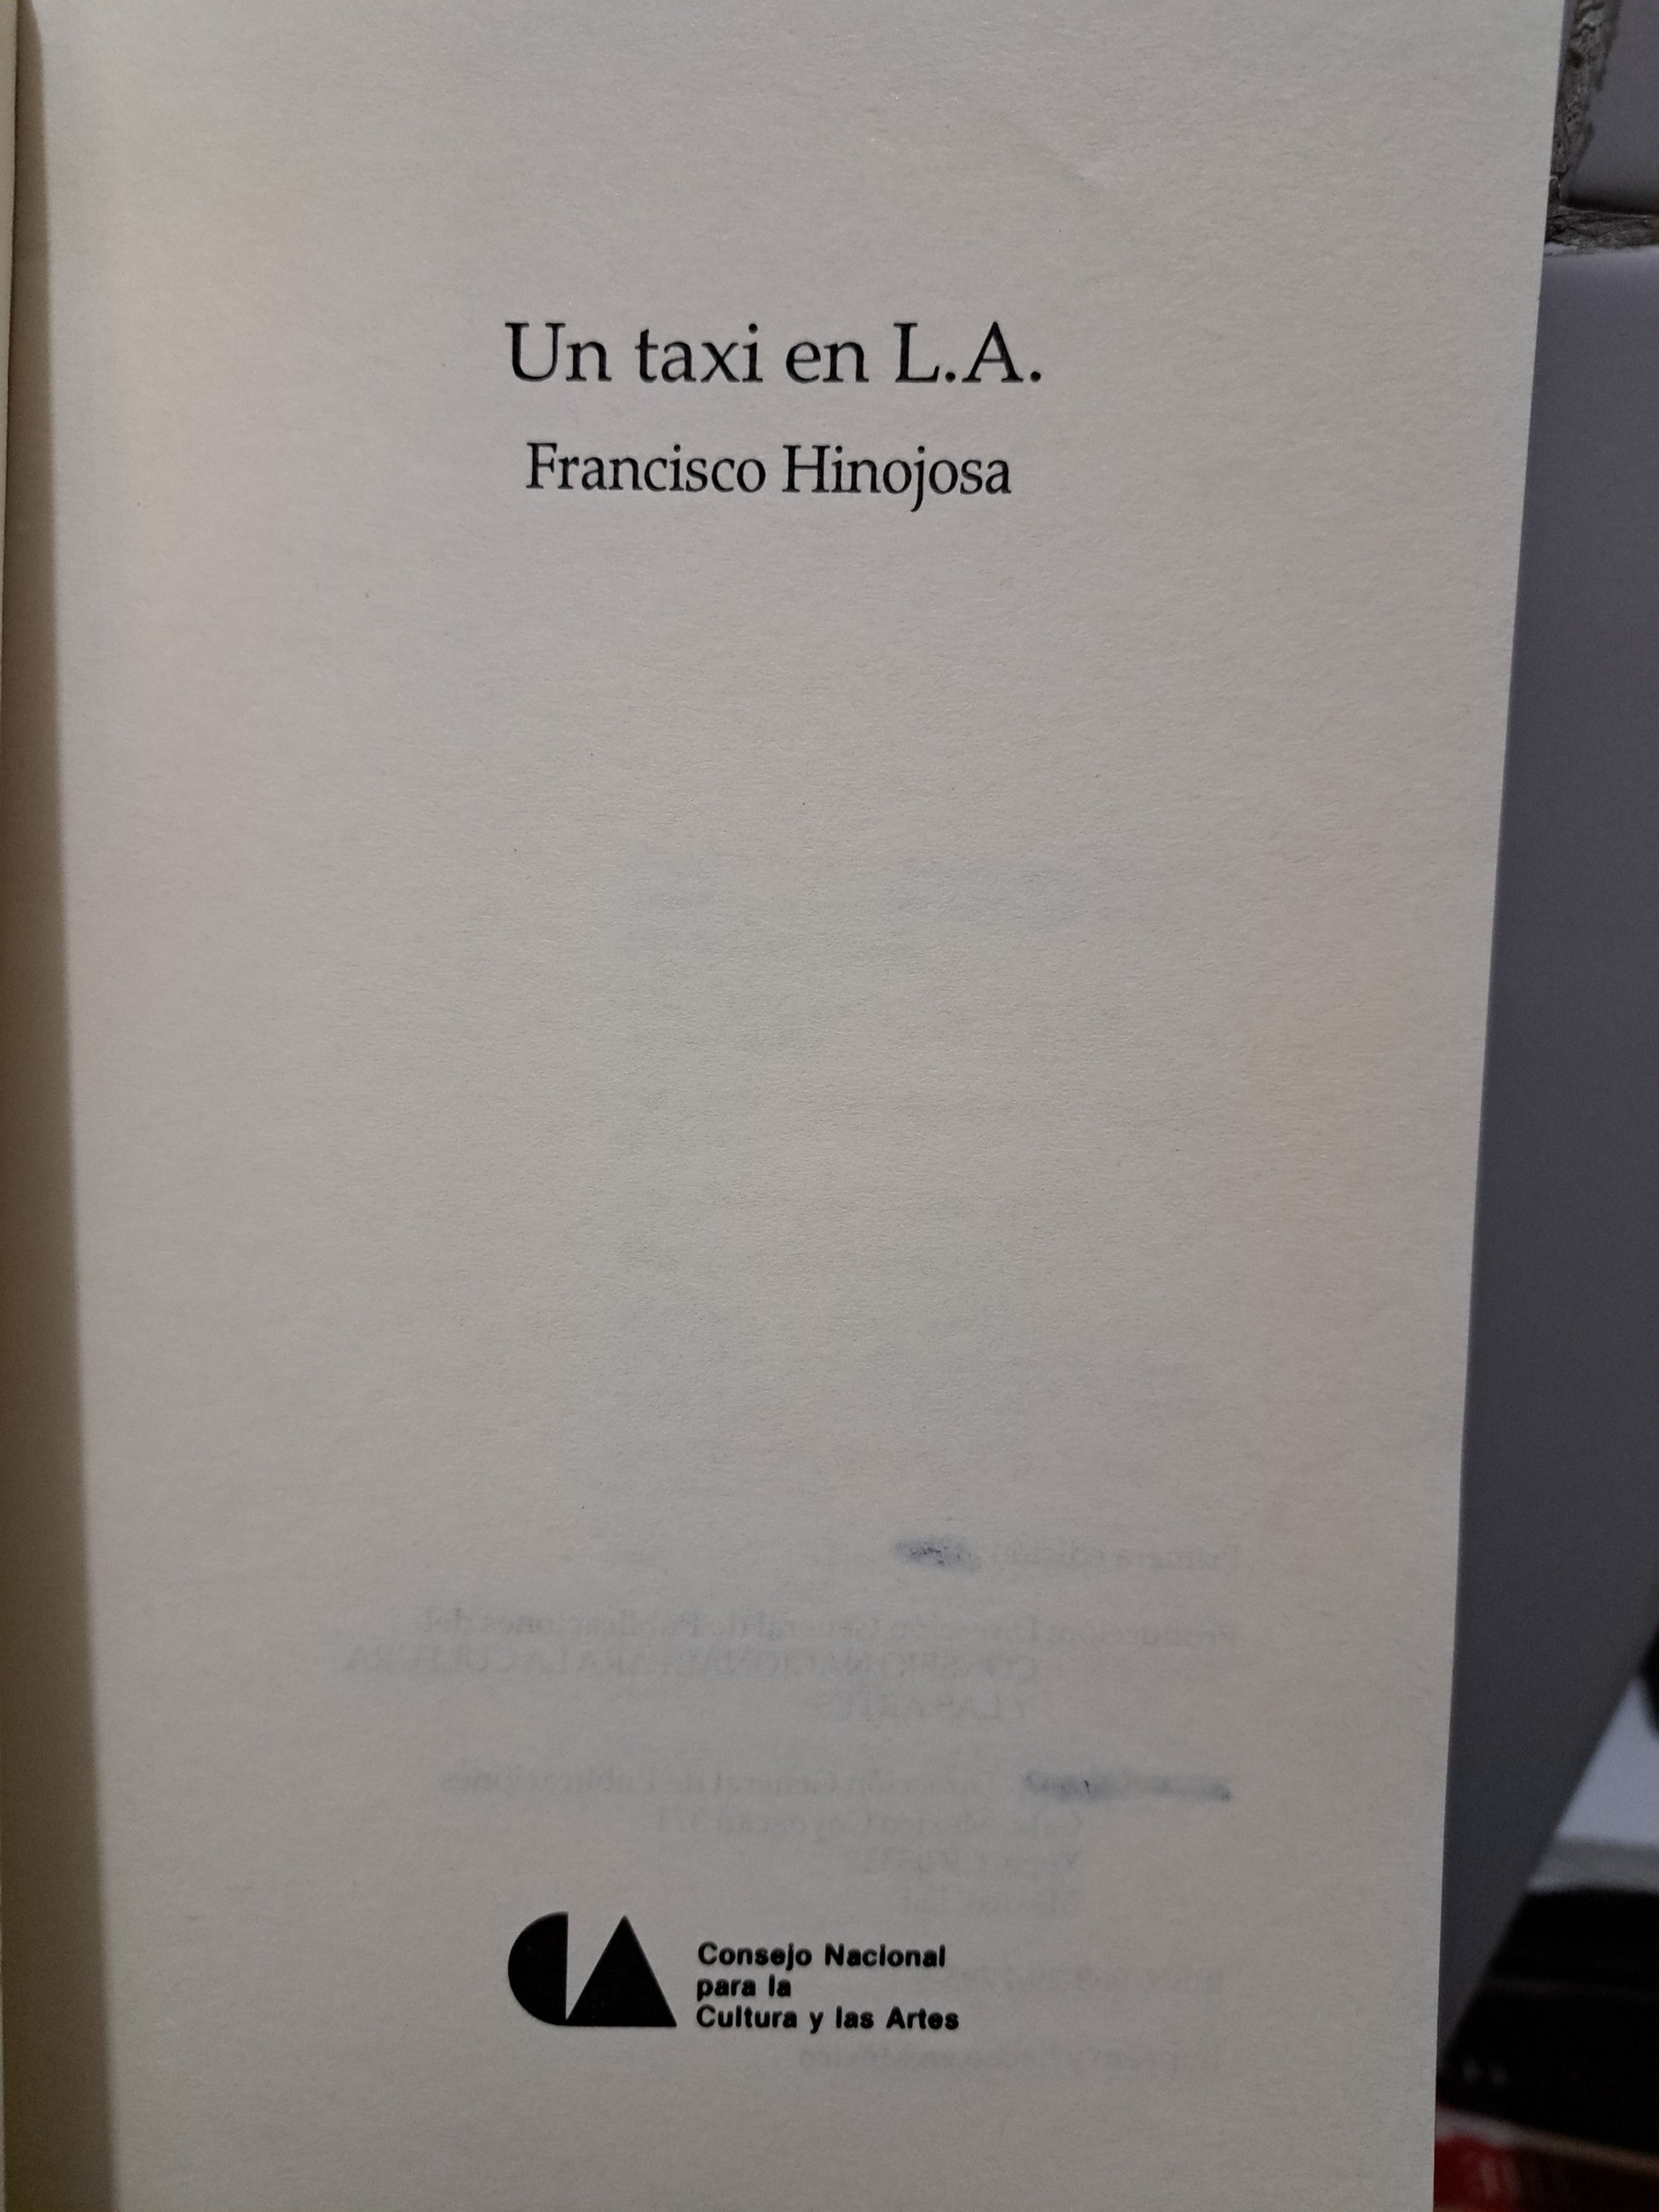 Un taxi en L.A.
Francisco Hinojosa
Consejo Nacional
para la
Cultura y las Artes